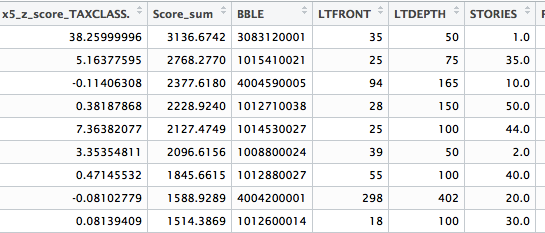 x5_z_score_TAXCLASS. Score_sum BBLE LTFRONT LTDEPTH STORIES
38.25999996 3136.6742 3083120001 35 50 1.0
5.16377595 2768.2770 1015410021 25 75 35.0
-0.11406308 2377.6180 4004590005 94 165 10.0
0.38187868 2228.9240 1012710038 28 150 50.0
7.36382077 2127.4749 1014530027 25 100 44.0
3.35354811 2096.6156 1008800024 39 50 2.0
0.47145532 1845.6615 1012880027 55 100 40.0
-0.08102779 1588.9289 4004200001 298 402 20.0
0.08139409 1514.3869 1012600014 18 100 30.0